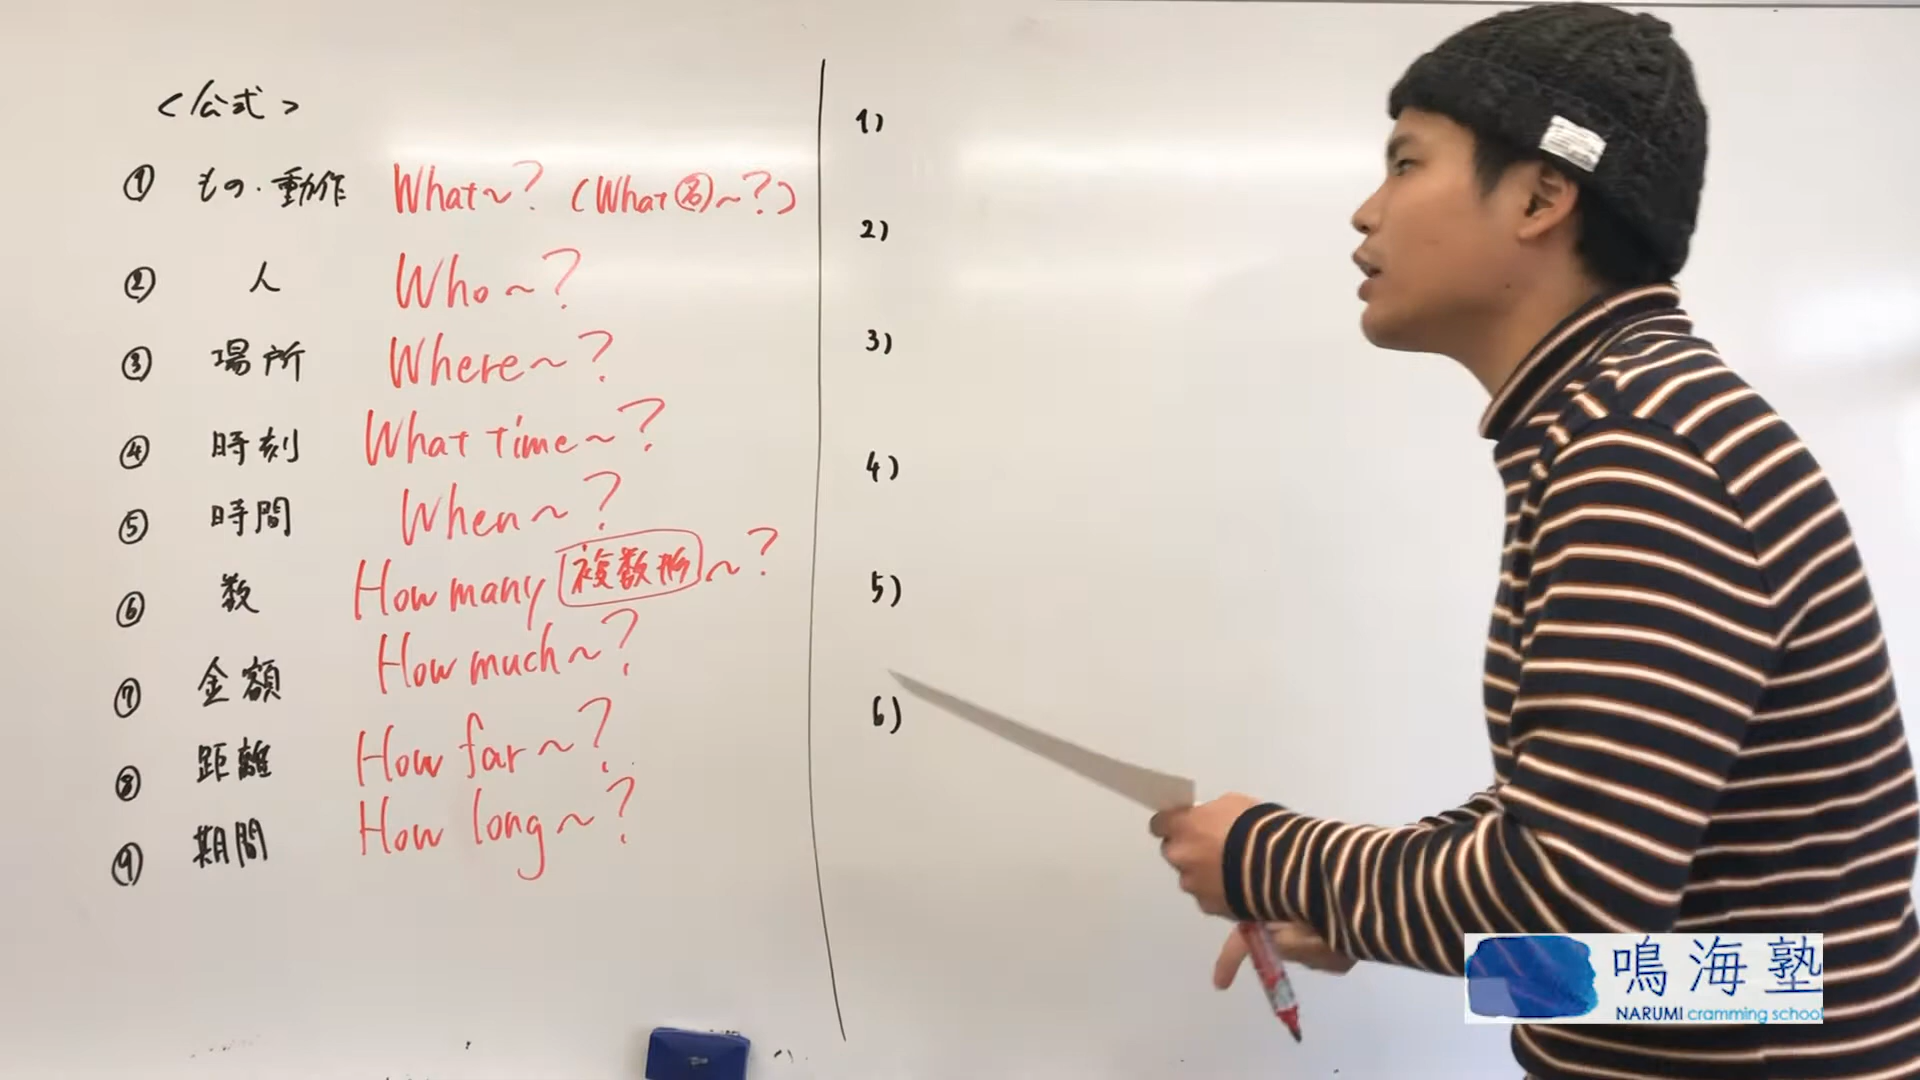 <公式>
① もの・動作 What~? (What㊔~?)
② 人 Who~?
③ 場所 Where~?
④ 時刻 What time~?
⑤ 時間 When~?
⑥ 数 How many 複数形~?
⑦ 金額 How much~?
⑧ 距離 How far~?
⑨ 期間 How long~?
1)
2)
3)
4)
5)
6)
鳴海塾
NARUMI cramming school